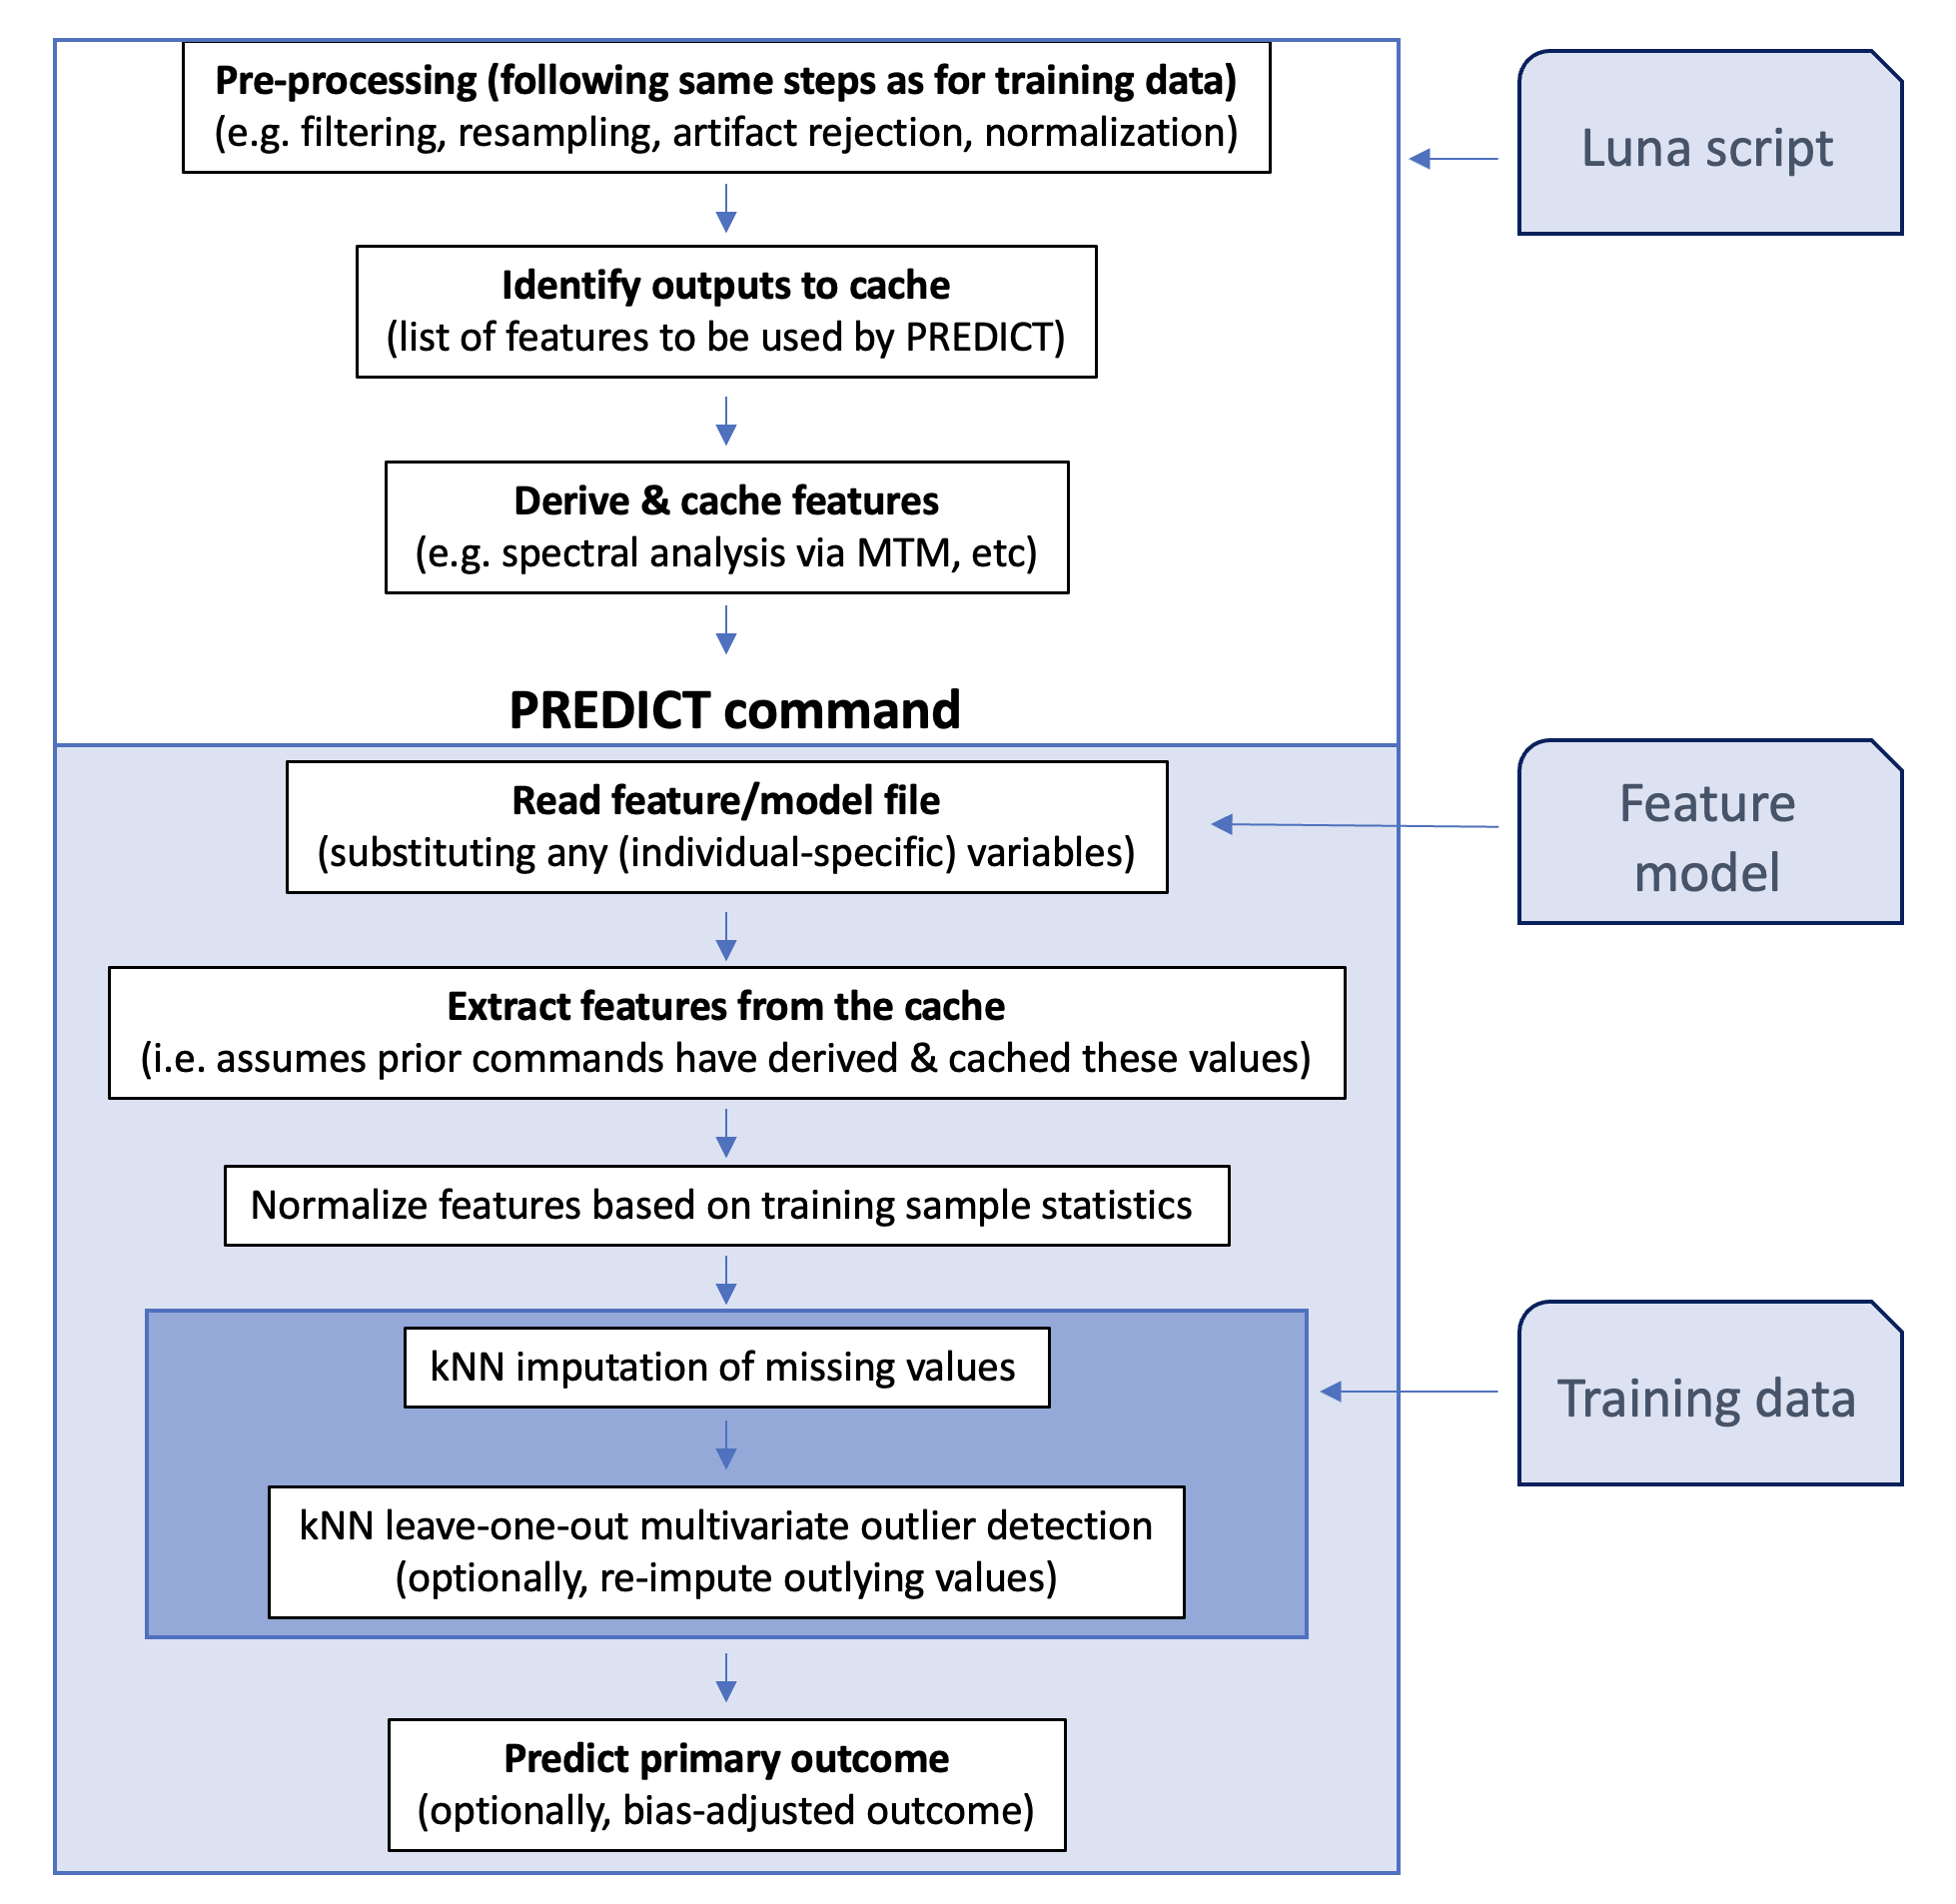 Pre-processing (following same steps as for training data)
(e.g. filtering, resampling, artifact rejection, normalization)
Luna script
Identify outputs to cache
(list of features to be used by PREDICT)
Derive & cache features
(e.g. spectral analysis via MTM, etc)
PREDICT command
Read feature/model file
(substituting any (individual-specific) variables)
Feature
model
Extract features from the cache
(i.e. assumes prior commands have derived & cached these values)
Normalize features based on training sample statistics
kNN imputation of missing values
Training data
kNN leave-one-out multivariate outlier detection
(optionally, re-impute outlying values)
Predict primary outcome
(optionally, bias-adjusted outcome)